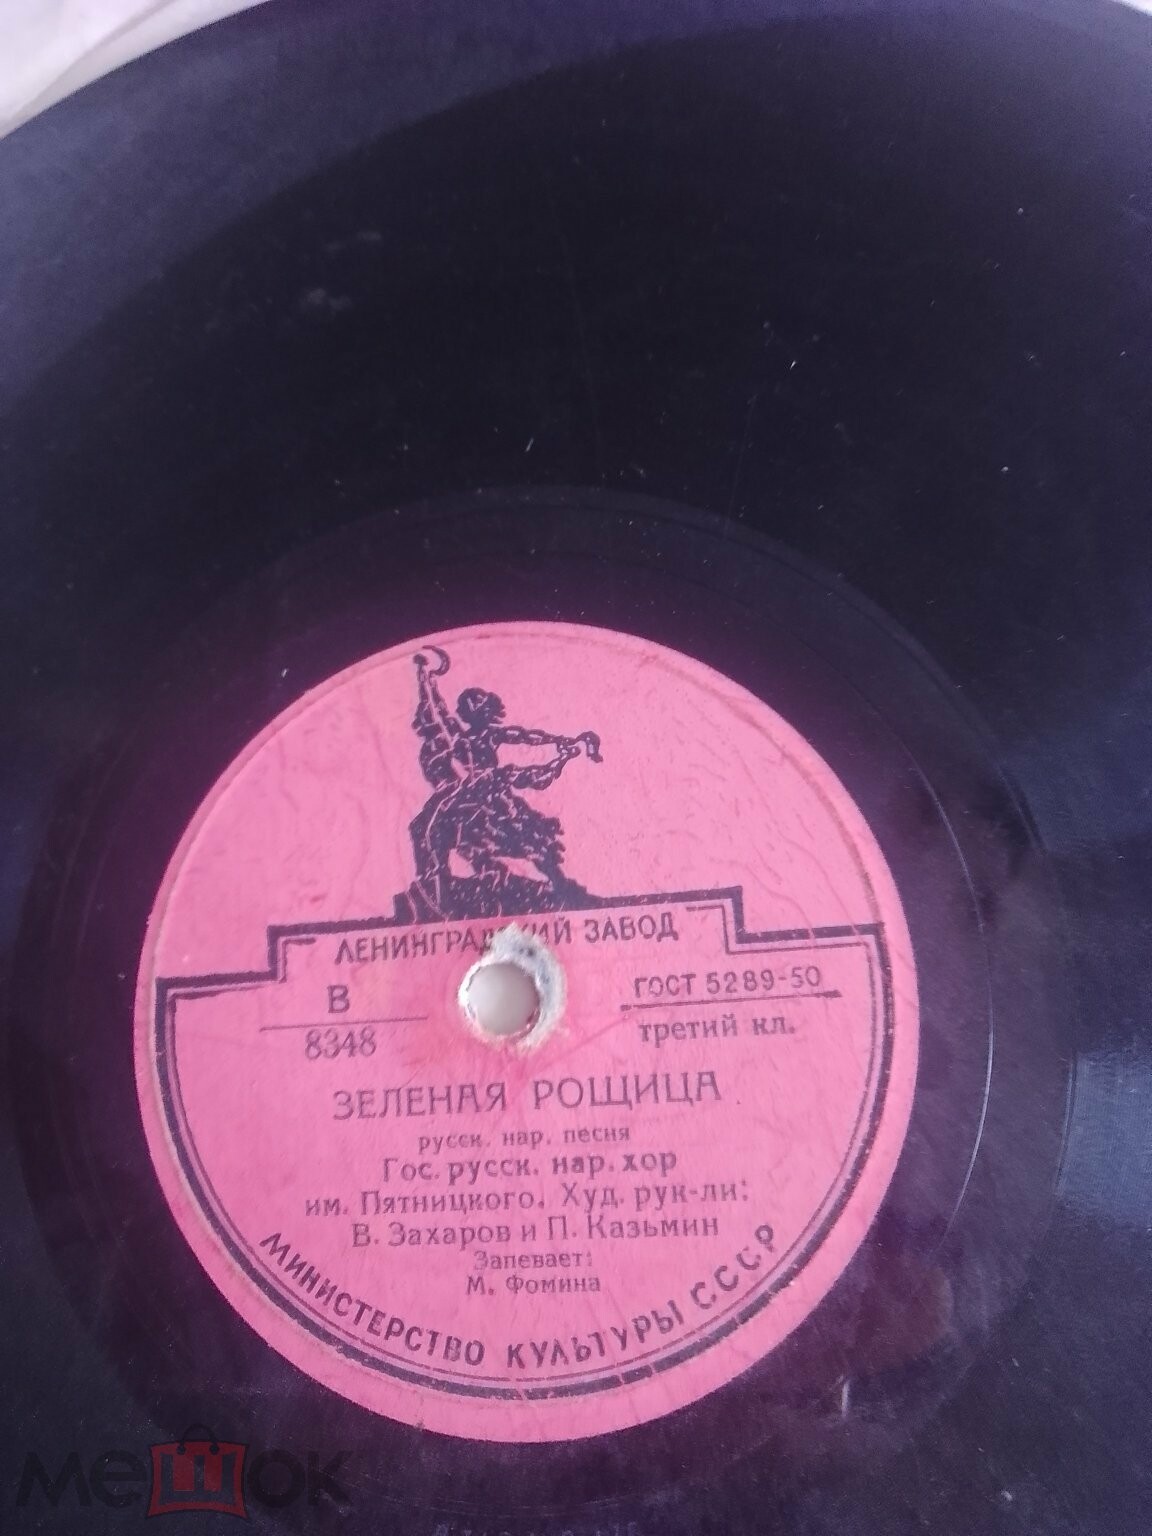 ЛЕНИНГРАДСКИЙ ЗАВОД
В
8348
ГОСТ 5289-50
третий кл.
ЗЕЛЕНАЯ РОЩИЦА
русск. нар. песня
Гос. русск. нар. хор
им. Пятницкого. Худ. рук-ли:
В. Захаров и П. Казьмин
Запевает:
М. Фомина
МИНИСТЕРСТВО КУЛЬТУРЫ СССР
мешок